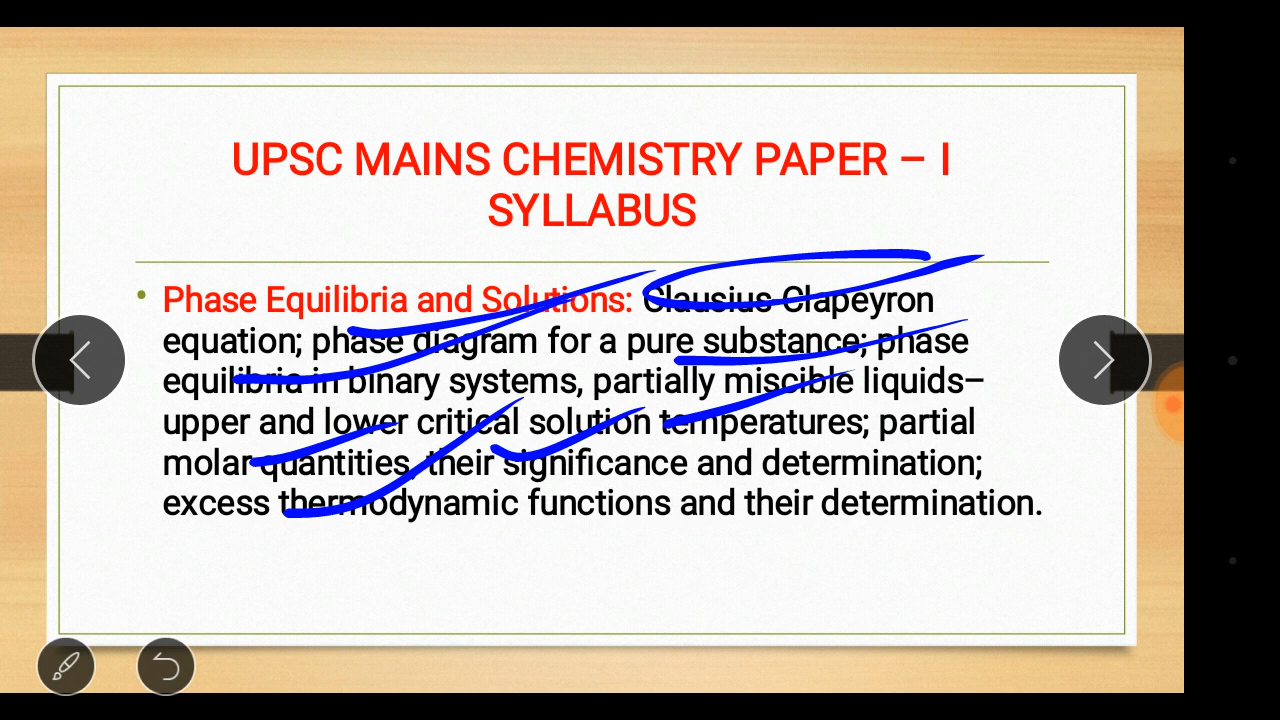 UPSC MAINS CHEMISTRY PAPER – I
SYLLABUS
• Phase Equilibria and Solutions: Clausius-Clapeyron
equation; phase diagram for a pure substance; phase
equilibria in binary systems, partially miscible liquids–
upper and lower critical solution temperatures; partial
molar quantities, their significance and determination;
excess thermodynamic functions and their determination.